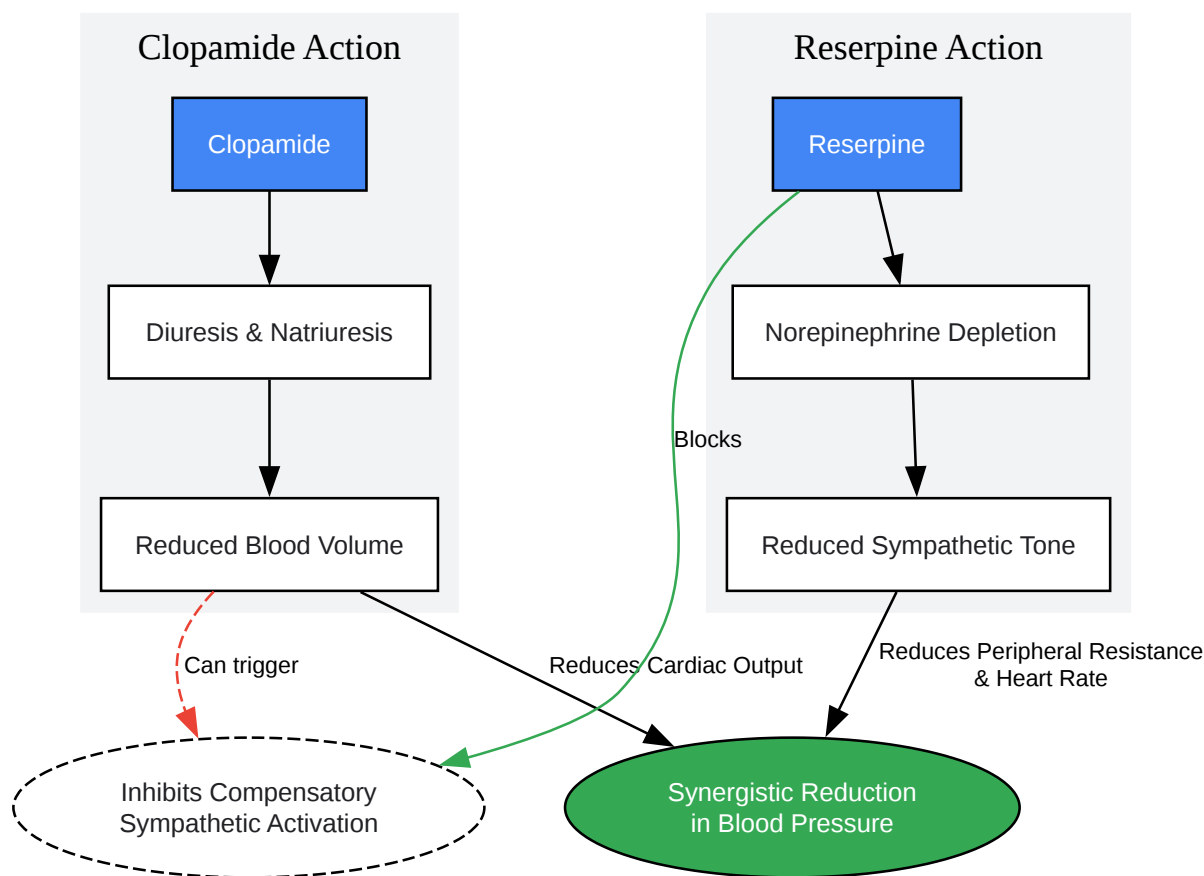 Clopamide Action
Reserpine Action
Clopamide
Reserpine
Diuresis & Natriuresis
Norepinephrine Depletion
Blocks
Reduced Blood Volume
Reduced Sympathetic Tone
Can trigger
Reduces Cardiac Output
Reduces Peripheral Resistance
& Heart Rate
Inhibits Compensatory
Sympathetic Activation
Synergistic Reduction
in Blood Pressure